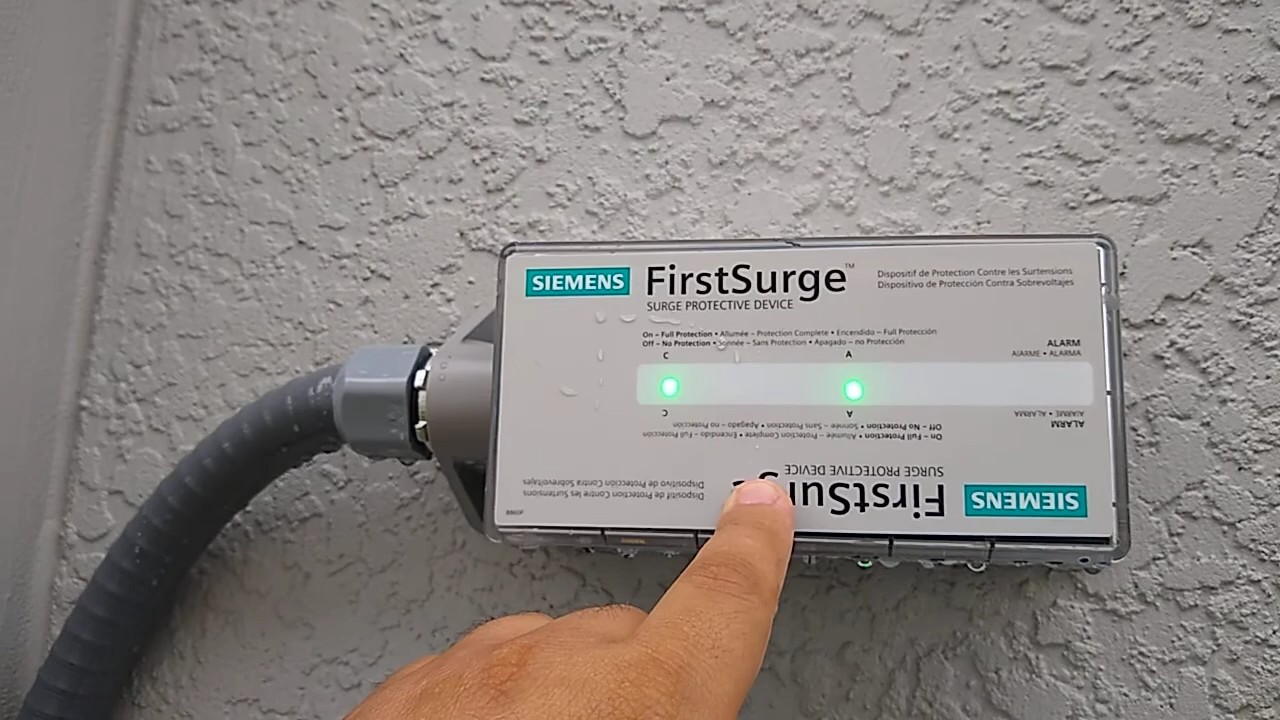 SIEMENS FirstSurge™
SURGE PROTECTIVE DEVICE
Dispositif de Protection Contre les Surtensions
Dispositivo de Protección Contra Sobrevoltajes
On – Full Protection • Allumée – Protection Complete • Encendido – Full Protección
Off – No Protection • Sonnée – Sans Protection • Apagado – no Protección
C A ALARM
AlARME • ALARMA
C A AlARME • ALARMA
ALARM
Off – No Protection • Sonnée – Sans Protection • Apagado – no Protección
On – Full Protection • Allumée – Protection Complete • Encendido – Full Protección
SURGE PROTECTIVE DEVICE
SIEMENS FirstSur
Dispositif de Protection Contre les Surtensions
Dispositivo de Protección Contra Sobrevoltajes